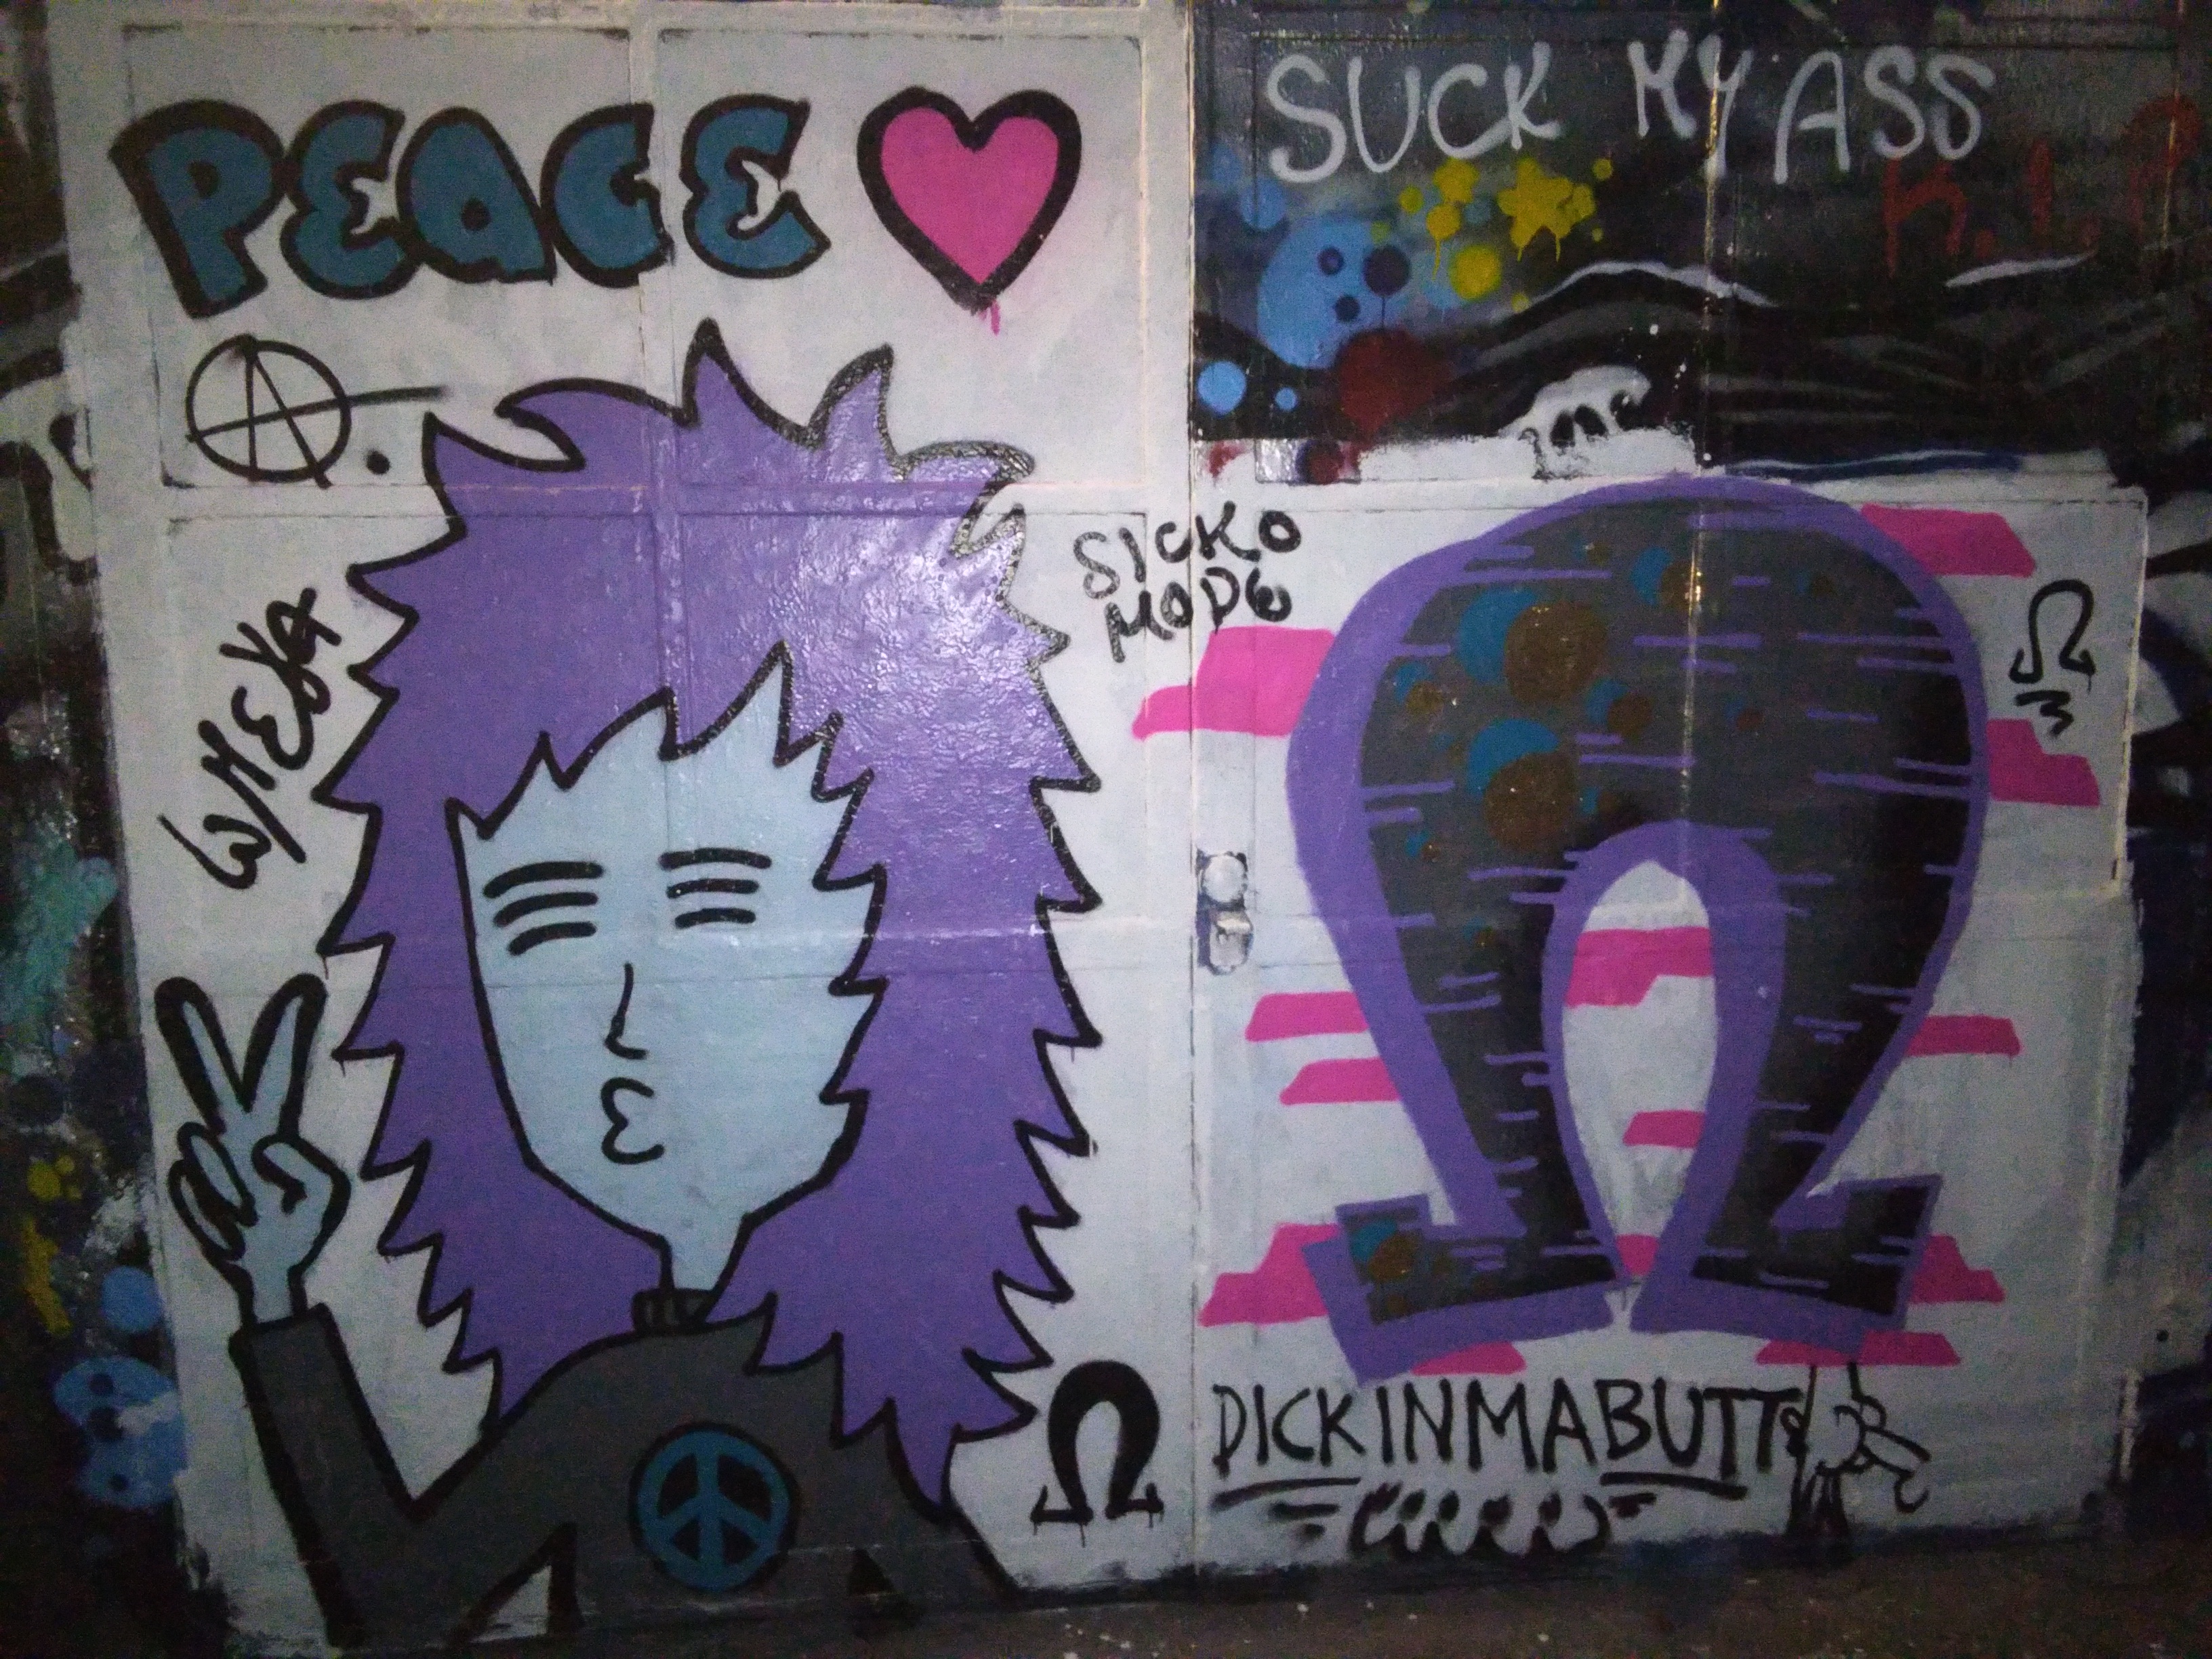 PEACE
SUCK MY ASS
R.I.P
A.
SICKO
MODE
Ω
Ω
Ω
DICKINMABUTT